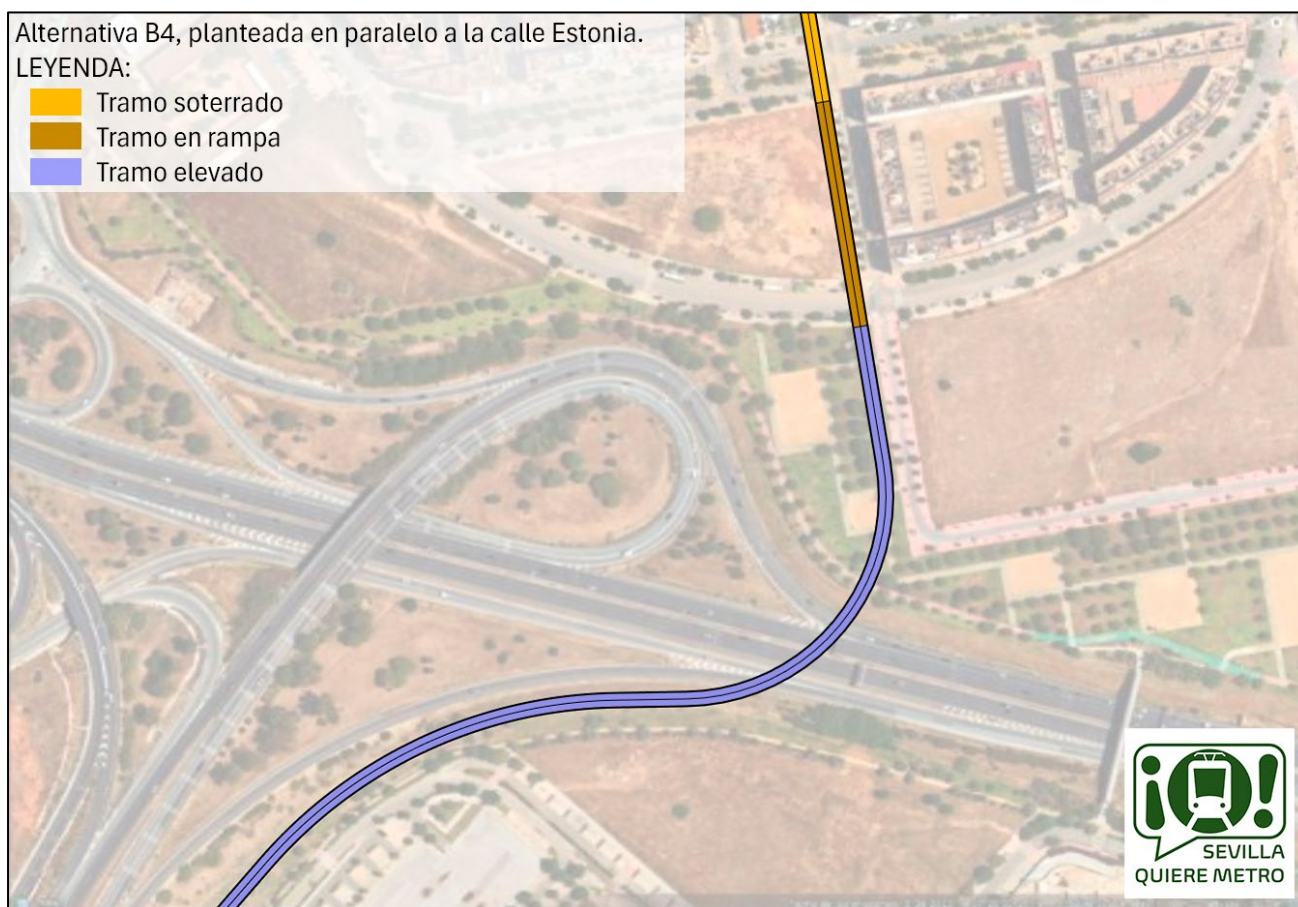 Alternativa B4, planteada en paralelo a la calle Estonia.
LEYENDA:
Tramo soterrado
Tramo en rampa
Tramo elevado
¡O!
SEVILLA
QUIERE METRO